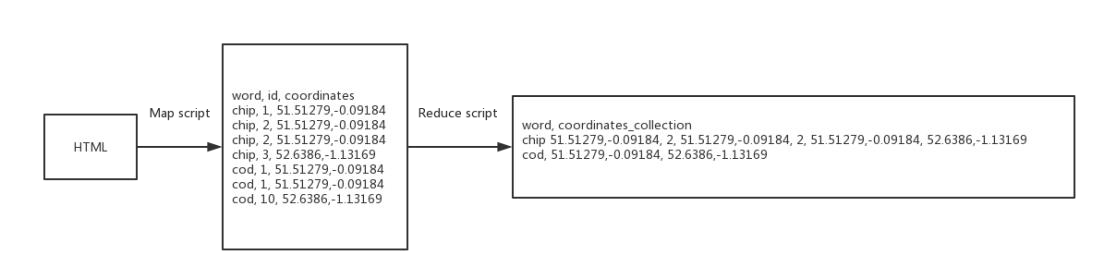 HTML
Map script
word, id, coordinates
chip, 1, 51.51279,-0.09184
chip, 2, 51.51279,-0.09184
chip, 2, 51.51279,-0.09184
chip, 3, 52.6386,-1.13169
cod, 1, 51.51279,-0.09184
cod, 1, 51.51279,-0.09184
cod, 10, 52.6386,-1.13169
Reduce script
word, coordinates_collection
chip 51.51279,-0.09184, 2, 51.51279,-0.09184, 2, 51.51279,-0.09184, 52.6386,-1.13169
cod, 51.51279,-0.09184, 52.6386,-1.13169